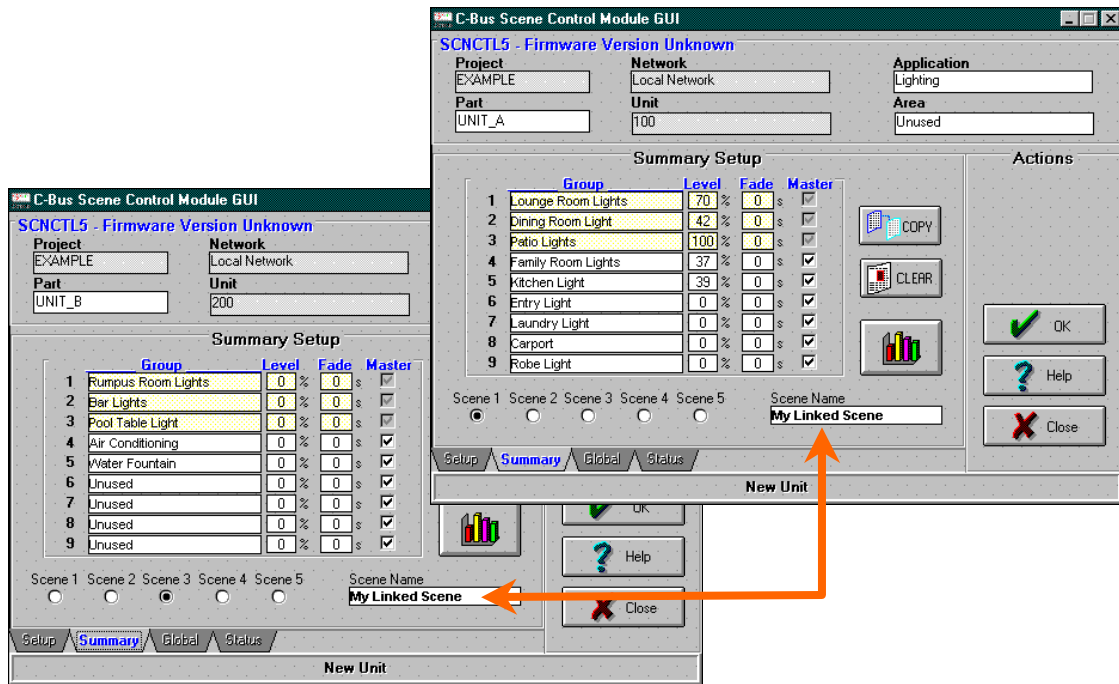 C-Bus Scene Control Module GUI
SCNCTL5 - Firmware Version Unknown
Project Network Application
EXAMPLE Local Network Lighting
Part Unit Area
UNIT_A 100 Unused
Summary Setup Actions
Group Level Fade Master
1 Lounge Room Lights 70 % 0 s
2 Dining Room Light 42 % 0 s
3 Patio Lights 100 % 0 s
4 Family Room Lights 37 % 0 s
5 Kitchen Light 39 % 0 s
6 Entry Light 0 % 0 s
7 Laundry Light 0 % 0 s
8 Carport 0 % 0 s
9 Robe Light 0 % 0 s
COPY
CLEAR
OK
Help
Close
Scene 1 Scene 2 Scene 3 Scene 4 Scene 5 Scene Name
My Linked Scene
Setup Summary Global Status
New Unit
C-Bus Scene Control Module GUI
SCNCTL5 - Firmware Version Unknown
Project Network
EXAMPLE Local Network
Part Unit
UNIT_B 200
Summary Setup
Group Level Fade Master
1 Rumpus Room Lights 0 % 0 s
2 Bar Lights 0 % 0 s
3 Pool Table Light 0 % 0 s
4 Air Conditioning 0 % 0 s
5 Water Fountain 0 % 0 s
6 Unused 0 % 0 s
7 Unused 0 % 0 s
8 Unused 0 % 0 s
9 Unused 0 % 0 s
OK
Help
Close
Scene 1 Scene 2 Scene 3 Scene 4 Scene 5 Scene Name
My Linked Scene
Setup Summary Global Status
New Unit